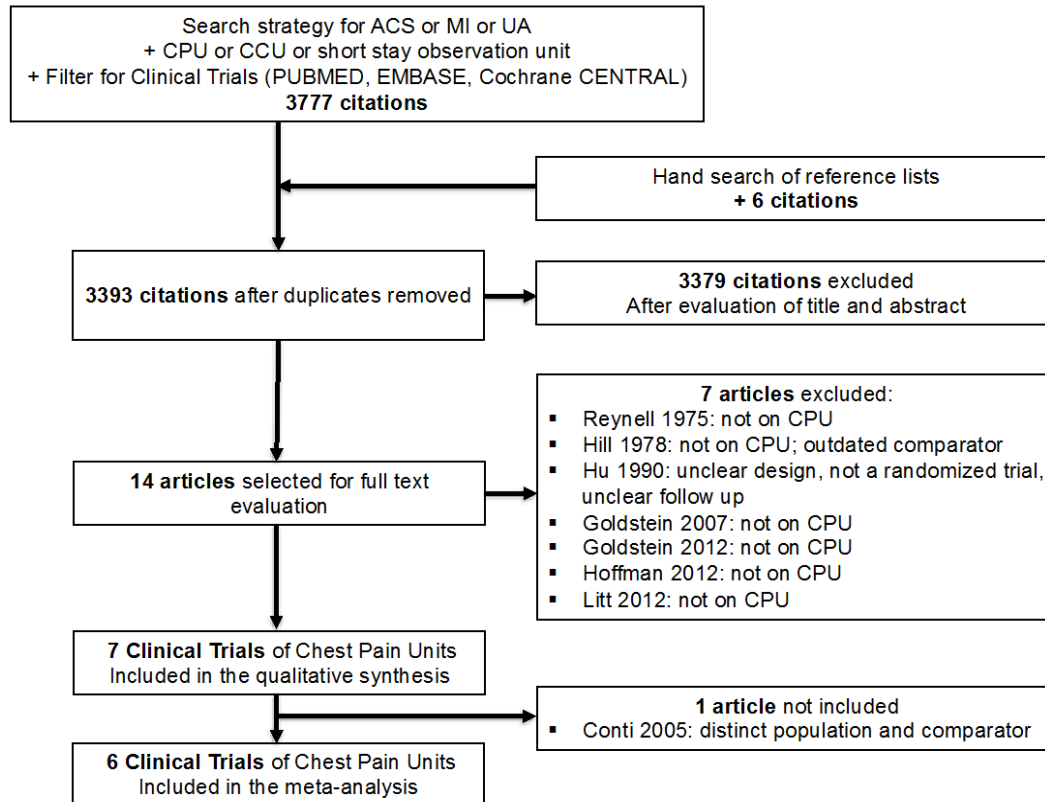 Search strategy for ACS or MI or UA
+ CPU or CCU or short stay observation unit
+ Filter for Clinical Trials (PUBMED, EMBASE, Cochrane CENTRAL)
3777 citations
Hand search of reference lists
+ 6 citations
3393 citations after duplicates removed
3379 citations excluded
After evaluation of title and abstract
7 articles excluded:
▪ Reynell 1975: not on CPU
▪ Hill 1978: not on CPU; outdated comparator
▪ Hu 1990: unclear design, not a randomized trial,
unclear follow up
▪ Goldstein 2007: not on CPU
▪ Goldstein 2012: not on CPU
▪ Hoffman 2012: not on CPU
▪ Litt 2012: not on CPU
14 articles selected for full text
evaluation
7 Clinical Trials of Chest Pain Units
Included in the qualitative synthesis
1 article not included
▪ Conti 2005: distinct population and comparator
6 Clinical Trials of Chest Pain Units
Included in the meta-analysis